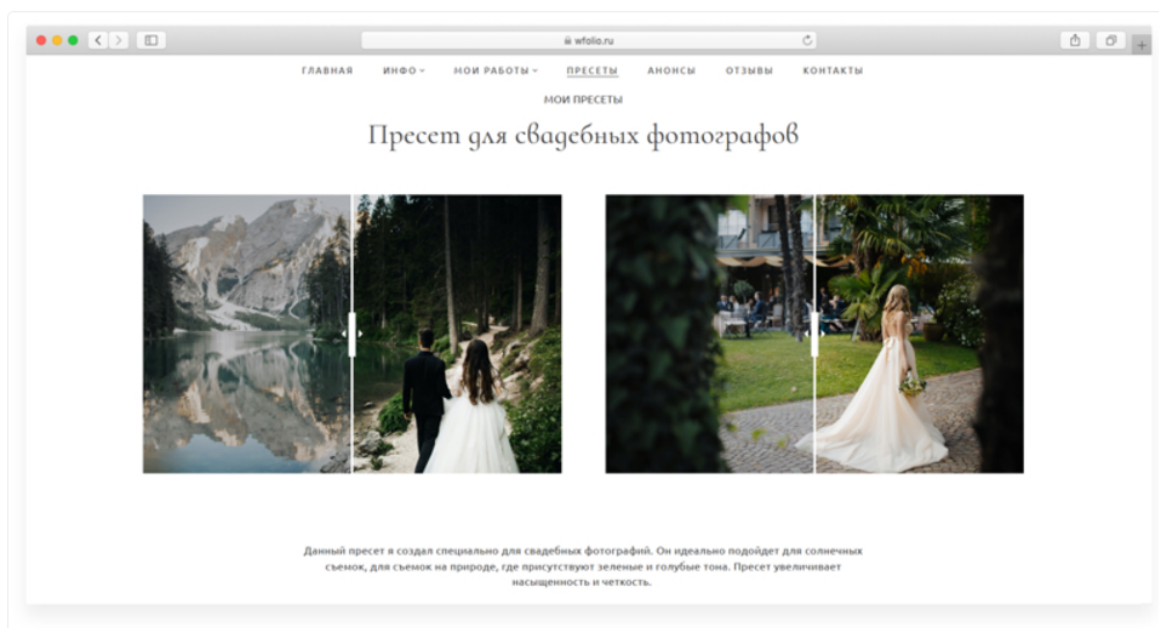 wfolio.ru
ГЛАВНАЯ ИНФО МОИ РАБОТЫ ПРЕСЕТЫ АНОНСЫ ОТЗЫВЫ КОНТАКТЫ
МОИ ПРЕСЕТЫ
Пресет для свадебных фотографов
Данный пресет я создал специально для свадебных фотографий. Он идеально подойдет для солнечных
съемок, для съемок на природе, где присутствуют зеленые и голубые тона. Пресет увеличивает
насыщенность и четкость.